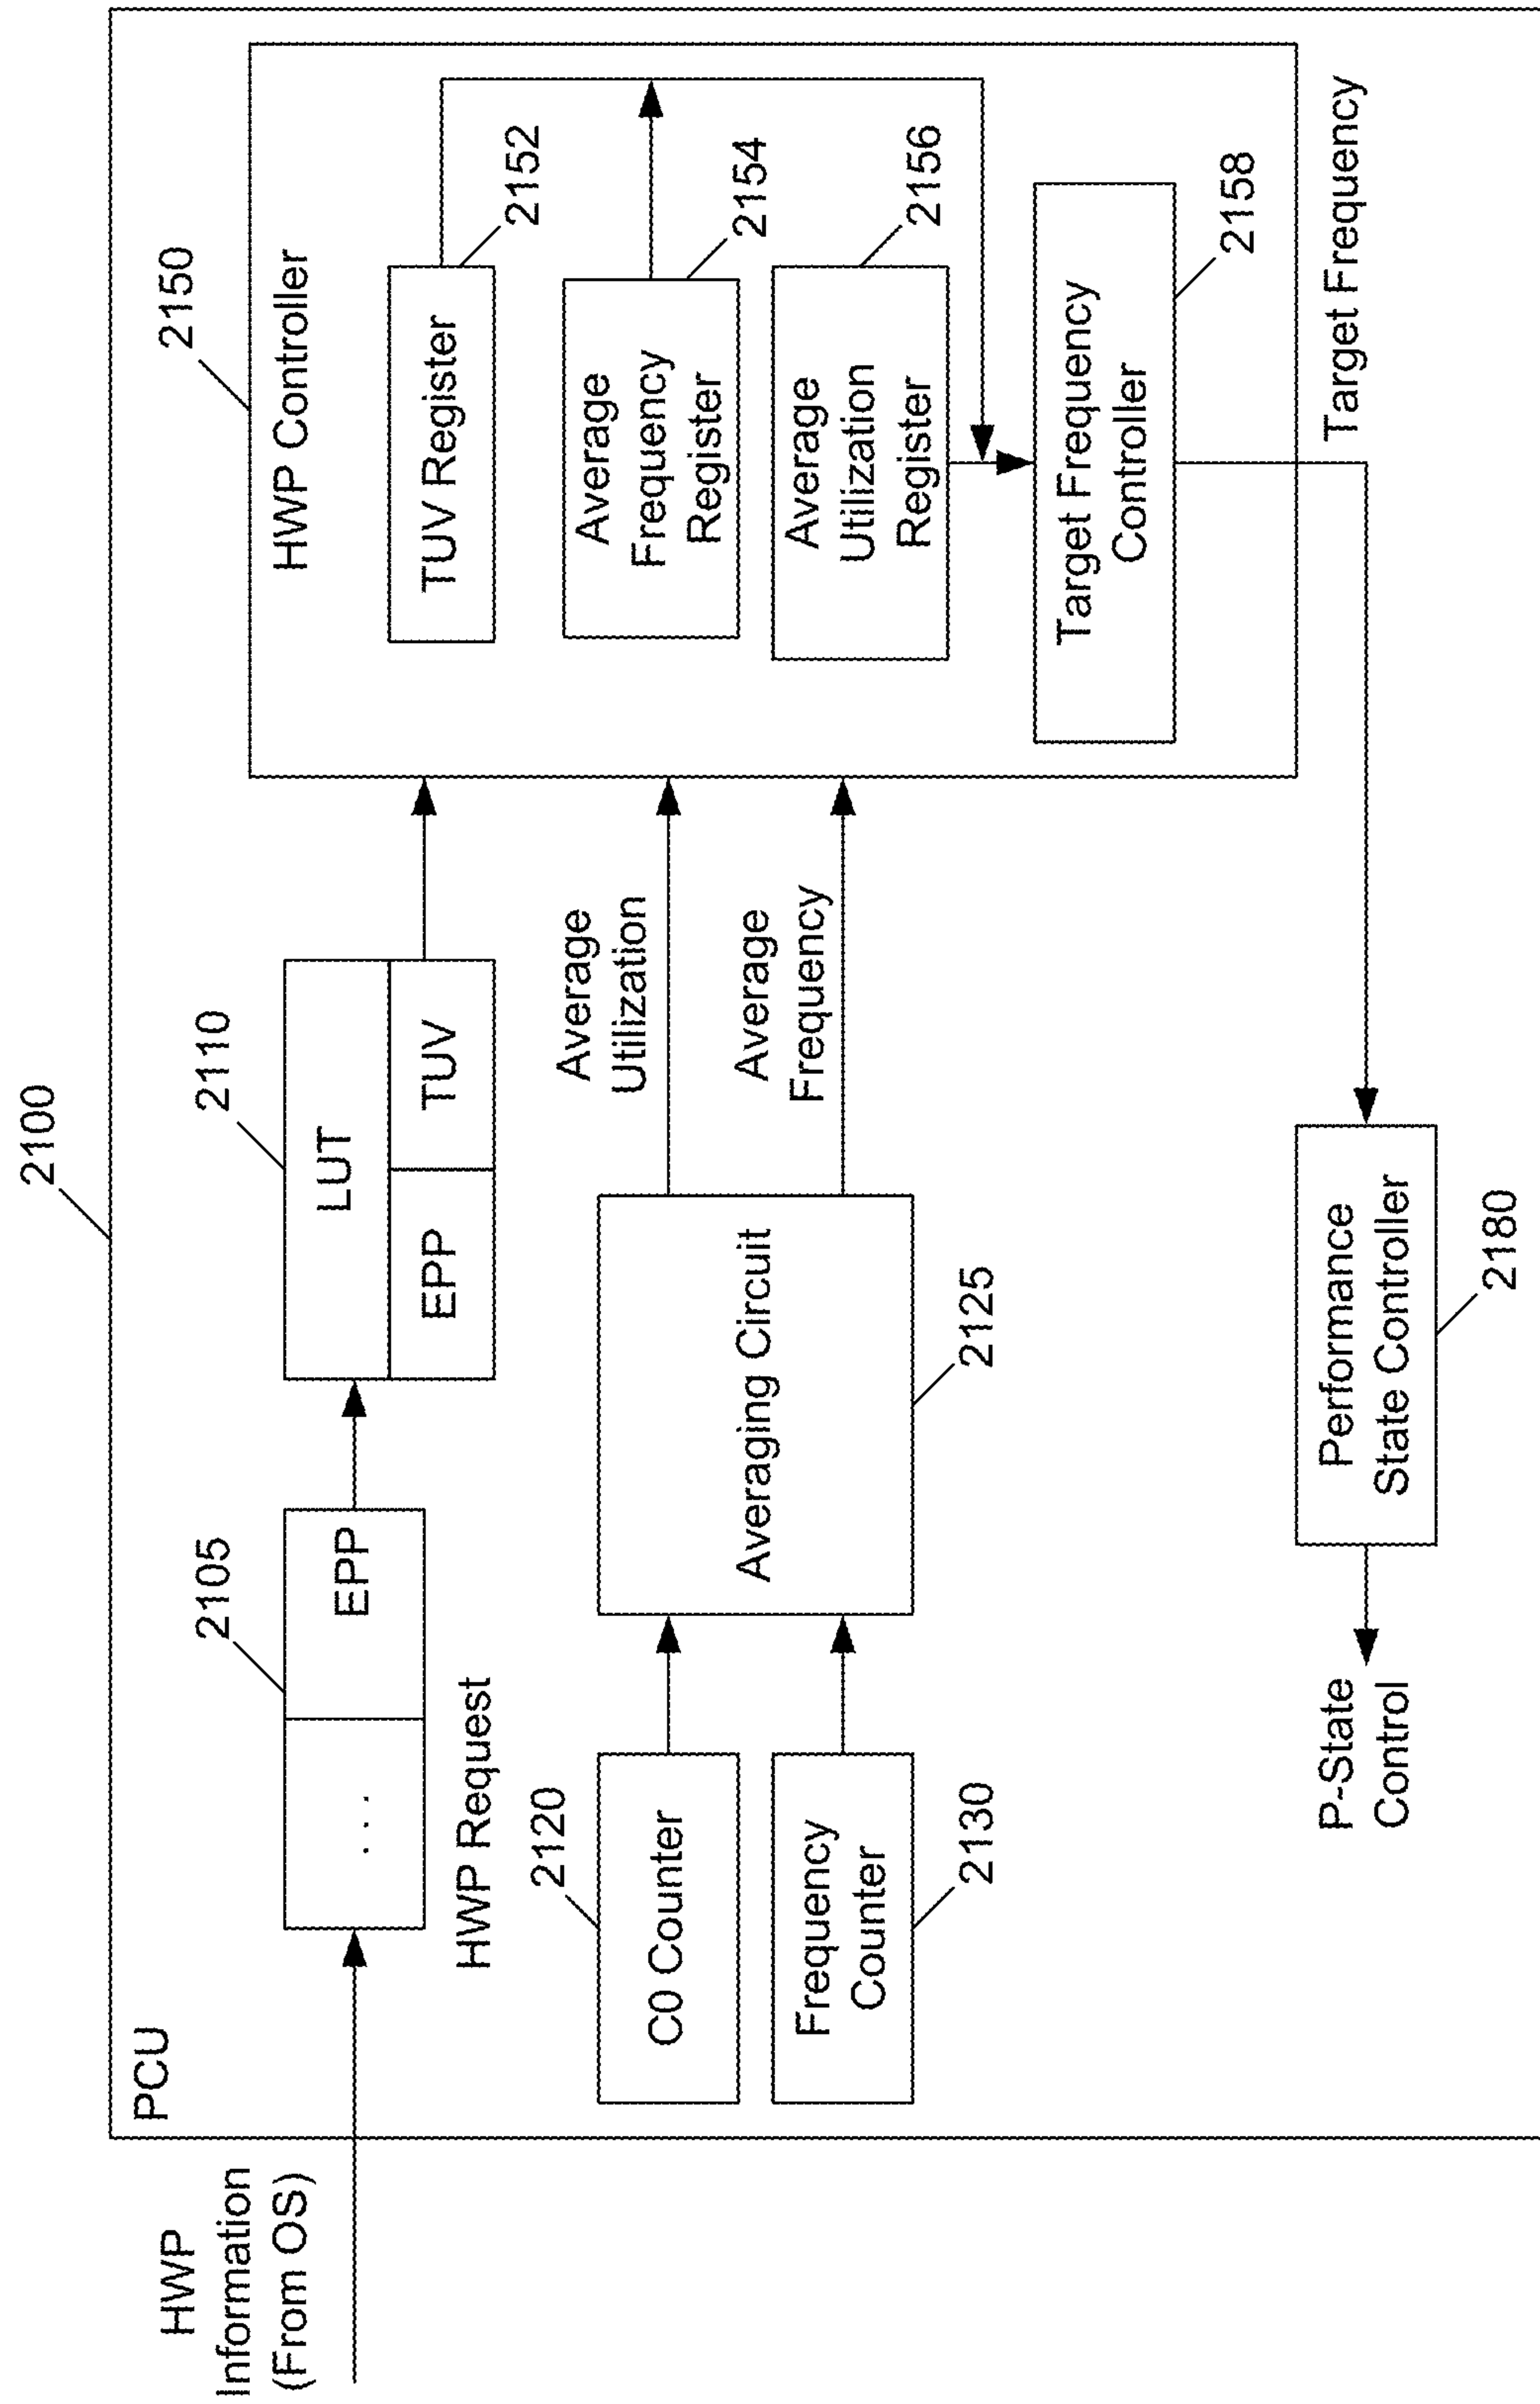 2100
PCU
HWP
Information
(From OS)
2105
. . .
EPP
HWP Request
2110
LUT
EPP
TUV
2120
C0 Counter
Frequency
Counter
2130
Averaging Circuit
2125
Average
Utilization
Average
Frequency
2150
HWP Controller
TUV Register
2152
Average
Frequency
Register
2154
Average
Utilization
Register
2156
Target Frequency
Controller
2158
Target Frequency
Performance
State Controller
2180
P-State
Control